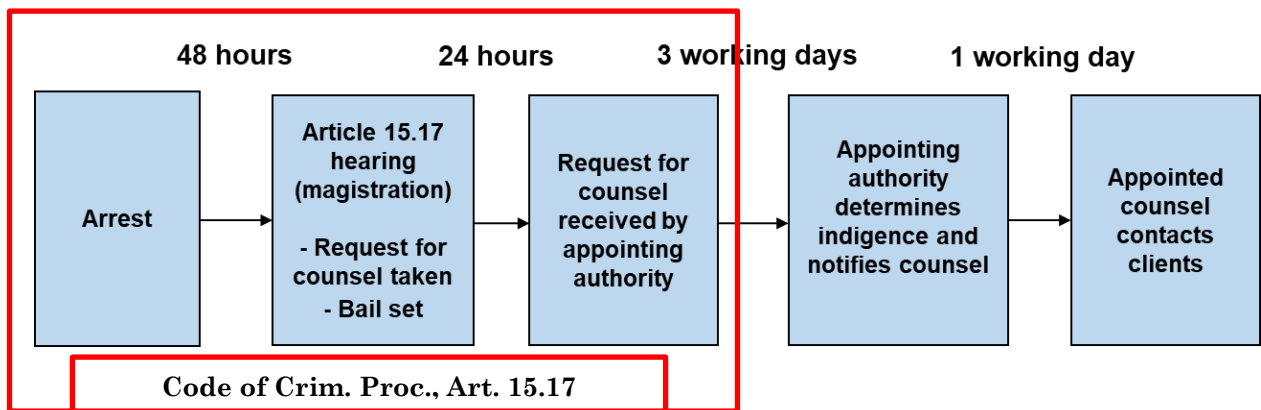 48 hours
24 hours
3 working days
1 working day
Arrest
Article 15.17
hearing
(magistration)
- Request for
counsel taken
- Bail set
Request for
counsel
received by
appointing
authority
Appointing
authority
determines
indigence and
notifies counsel
Appointed
counsel
contacts
clients
Code of Crim. Proc., Art. 15.17